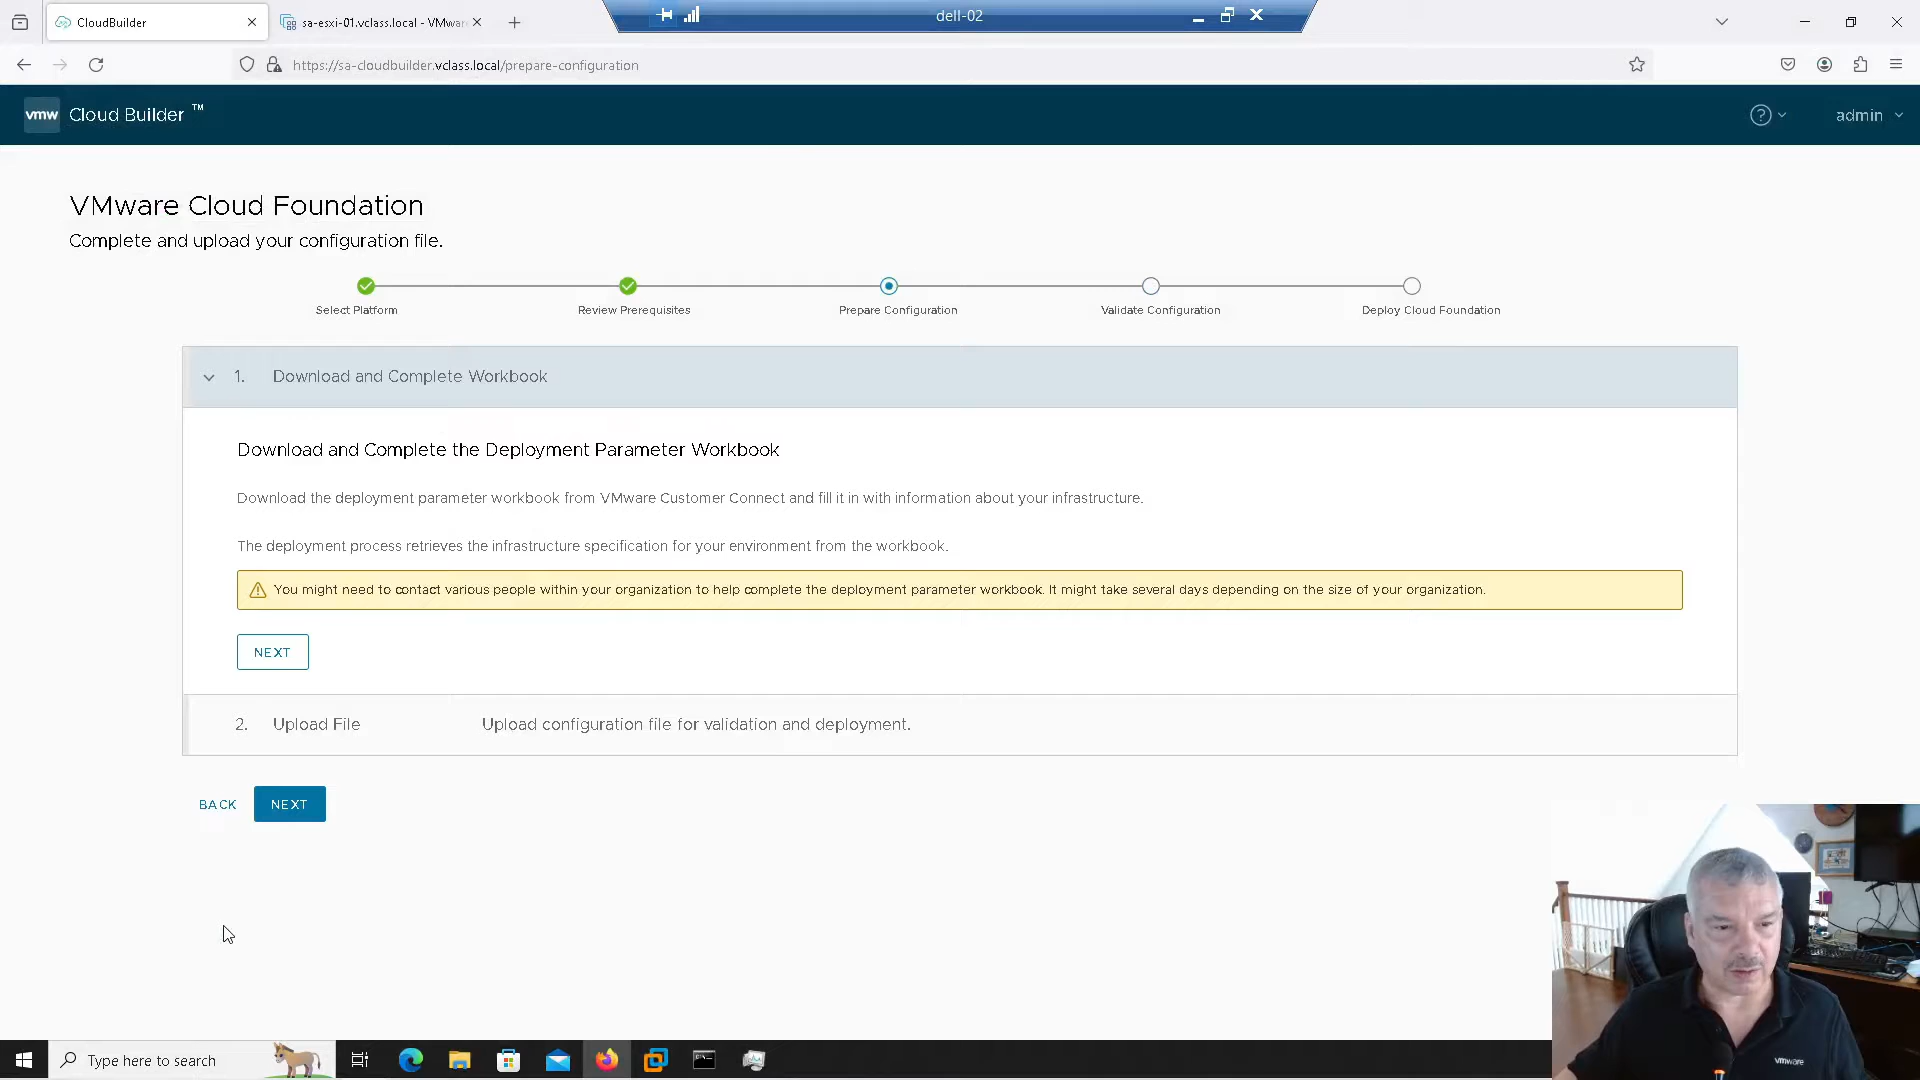 CloudBuilder
sa-esxi-01.vclass.local - VMwar
dell-02
https://sa-cloudbuilder.vclass.local/prepare-configuration
vmw Cloud Builder ™
admin
VMware Cloud Foundation
Complete and upload your configuration file.
Select Platform
Review Prerequisites
Prepare Configuration
Validate Configuration
Deploy Cloud Foundation
1. Download and Complete Workbook
Download and Complete the Deployment Parameter Workbook
Download the deployment parameter workbook from VMware Customer Connect and fill it in with information about your infrastructure.
The deployment process retrieves the infrastructure specification for your environment from the workbook.
You might need to contact various people within your organization to help complete the deployment parameter workbook. It might take several days depending on the size of your organization.
NEXT
2. Upload File Upload configuration file for validation and deployment.
BACK NEXT
Type here to search
vmware